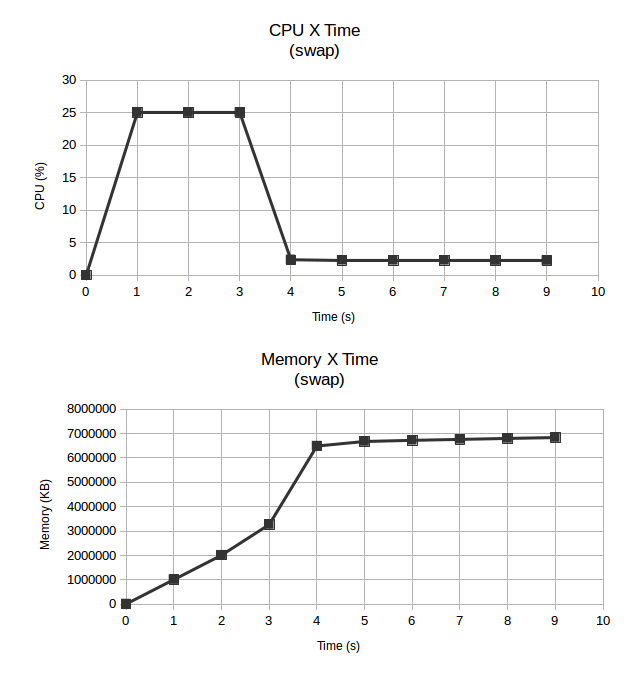 CPU X Time
(swap)
30
25
20
15
10
5
0
CPU (%)
0 1 2 3 4 5 6 7 8 9 10
Time (s)
Memory X Time
(swap)
8000000
7000000
6000000
5000000
4000000
3000000
2000000
1000000
0
Memory (KB)
0 1 2 3 4 5 6 7 8 9 10
Time (s)